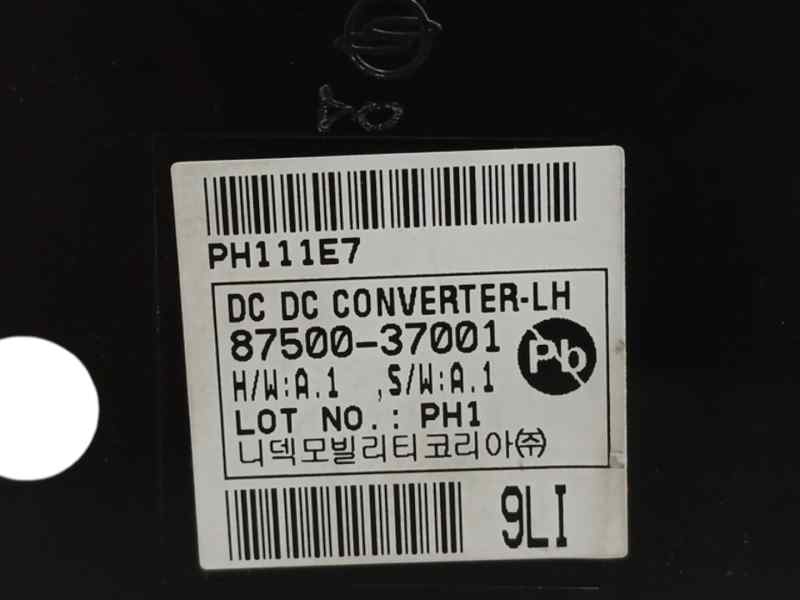 PH111E7
DC DC CONVERTER-LH
87500-37001
Pb
H/W:A.1 ,S/W:A.1
LOT NO.: PH1
니덱모빌리티코리아㈜
9LI